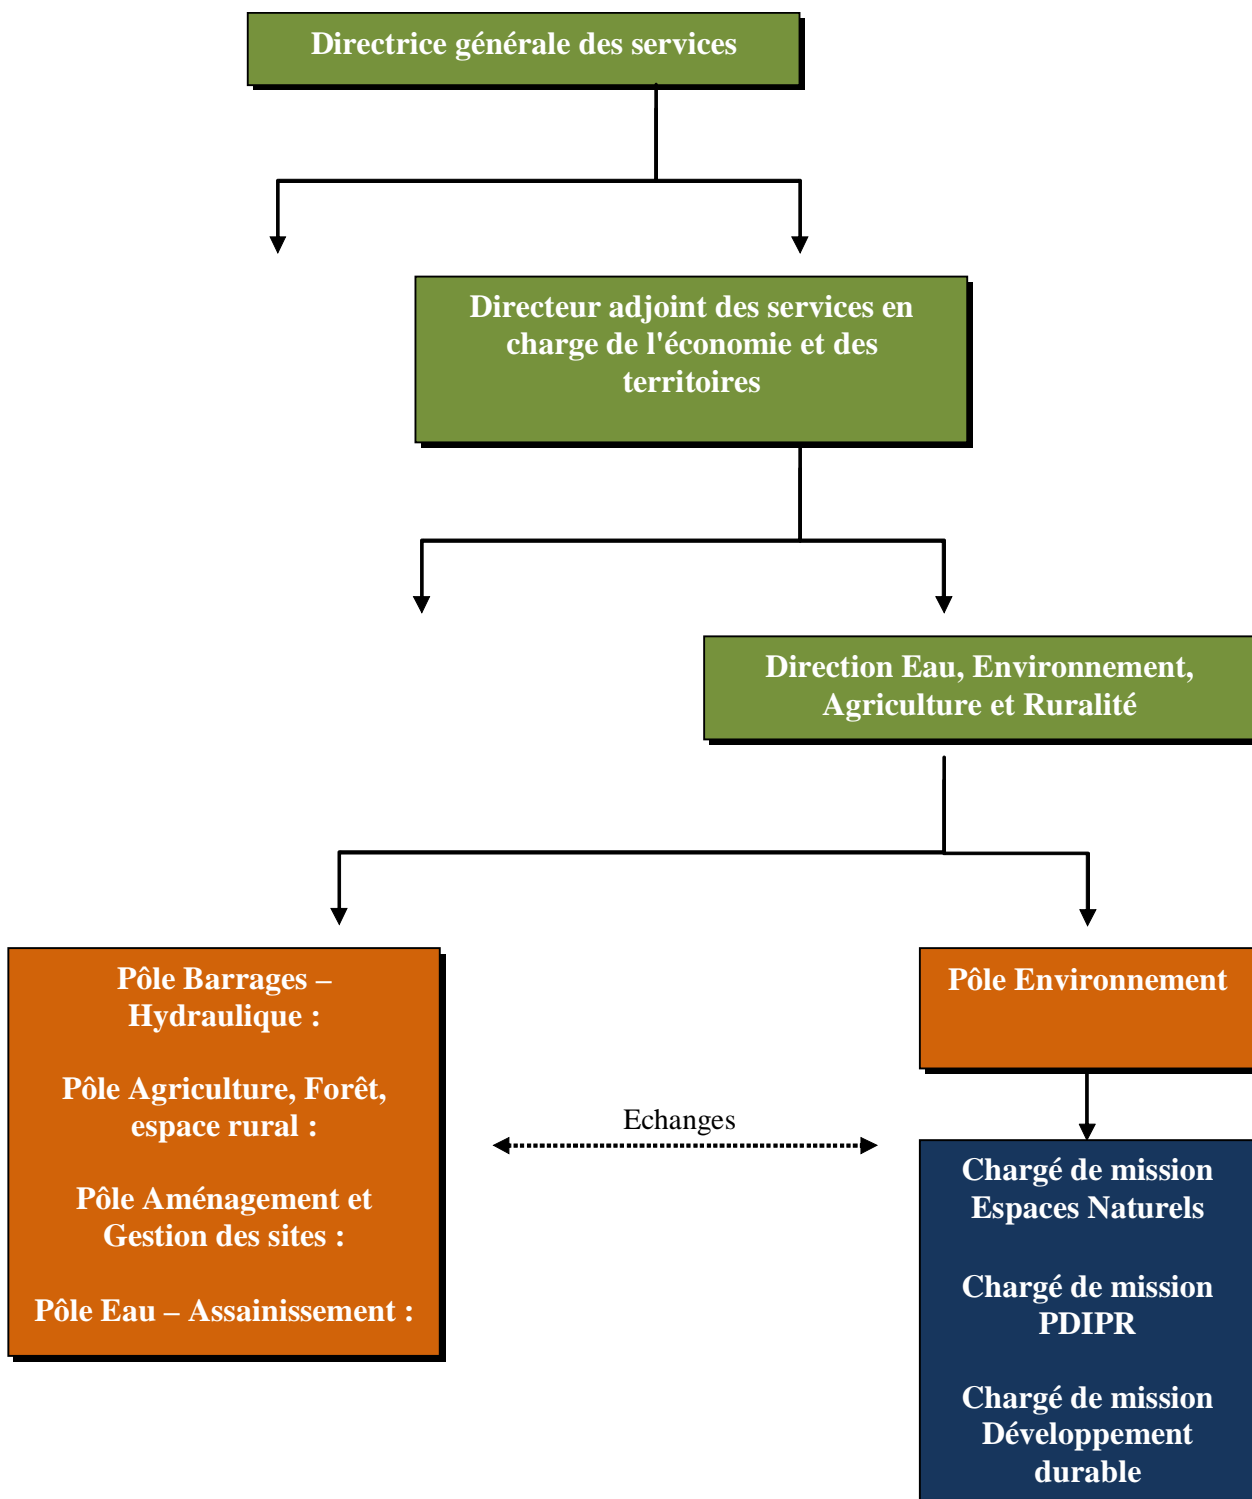 Directrice générale des services
Directeur adjoint des services en
charge de l'économie et des
territoires
Direction Eau, Environnement,
Agriculture et Ruralité
Pôle Barrages –
Hydraulique :
Pôle Agriculture, Forêt,
espace rural :
Pôle Aménagement et
Gestion des sites :
Pôle Eau – Assainissement :
Echanges
Pôle Environnement
Chargé de mission
Espaces Naturels
Chargé de mission
PDIPR
Chargé de mission
Développement
durable